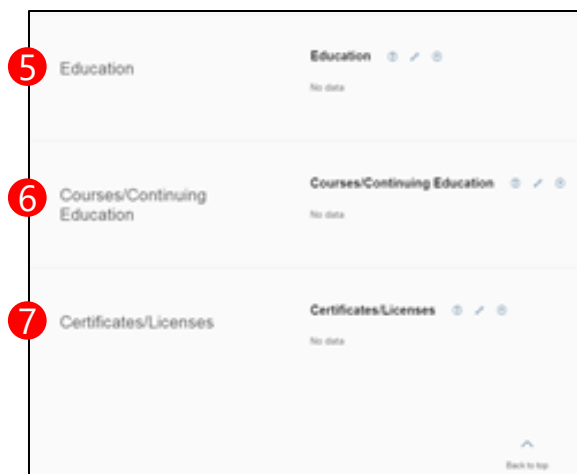 5
Education
Education
No data
6
Courses/Continuing
Education
Courses/Continuing Education
No data
7
Certificates/Licenses
Certificates/Licenses
No data
Back to top